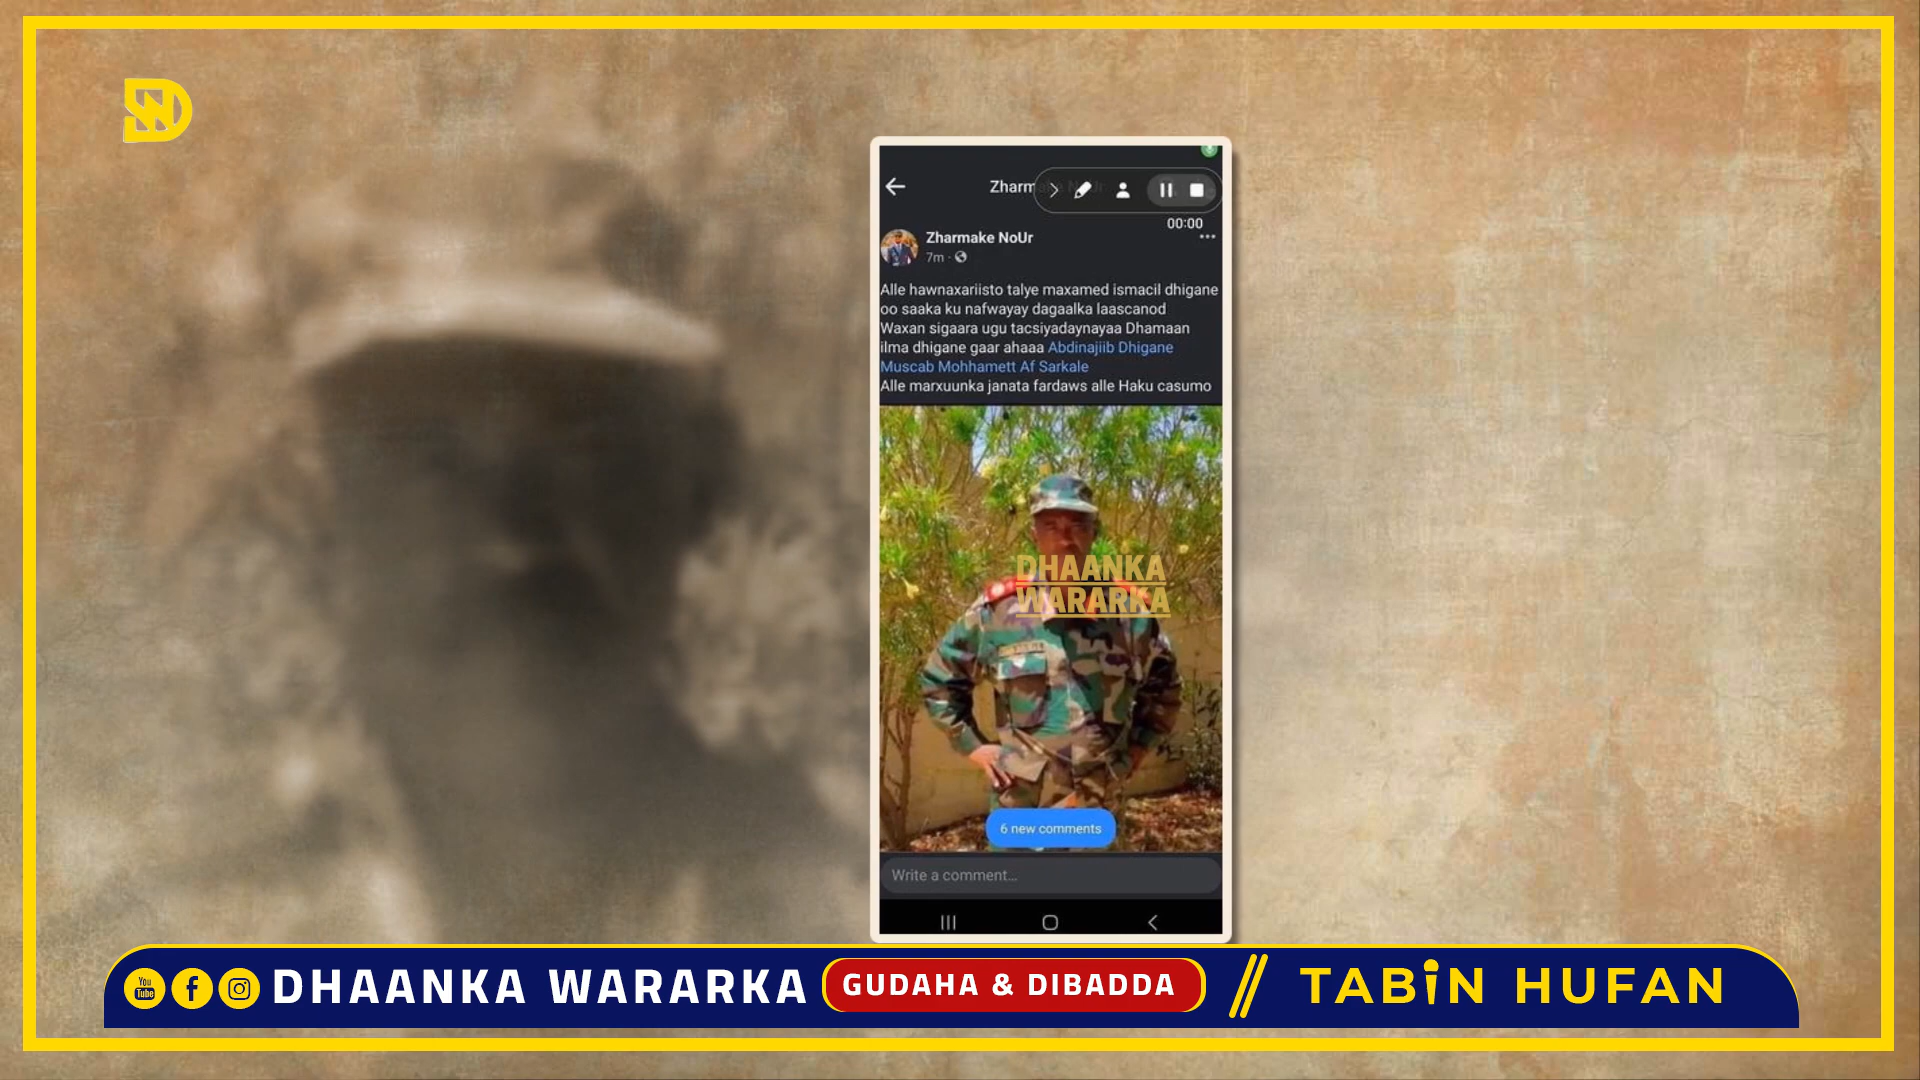 Zharm
00:00
Zharmake NoUr
7m
Alle hawnaxariisto talye maxamed ismacil dhigane
oo saaka ku nafwayay dagaalka laascanod
Waxan sigaara ugu tacsiyadaynayaa Dhamaan
ilma dhigane gaar ahaaa Abdinajiib Dhigane
Muscab Mohhamett Af Sarkale
Alle marxuunka janata fardaws alle Haku casumo
DHAANKA
WARARKA
6 new comments
Write a comment...
You
Tube
DHAANKA WARARKA GUDAHA & DIBADDA // TABiN HUFAN